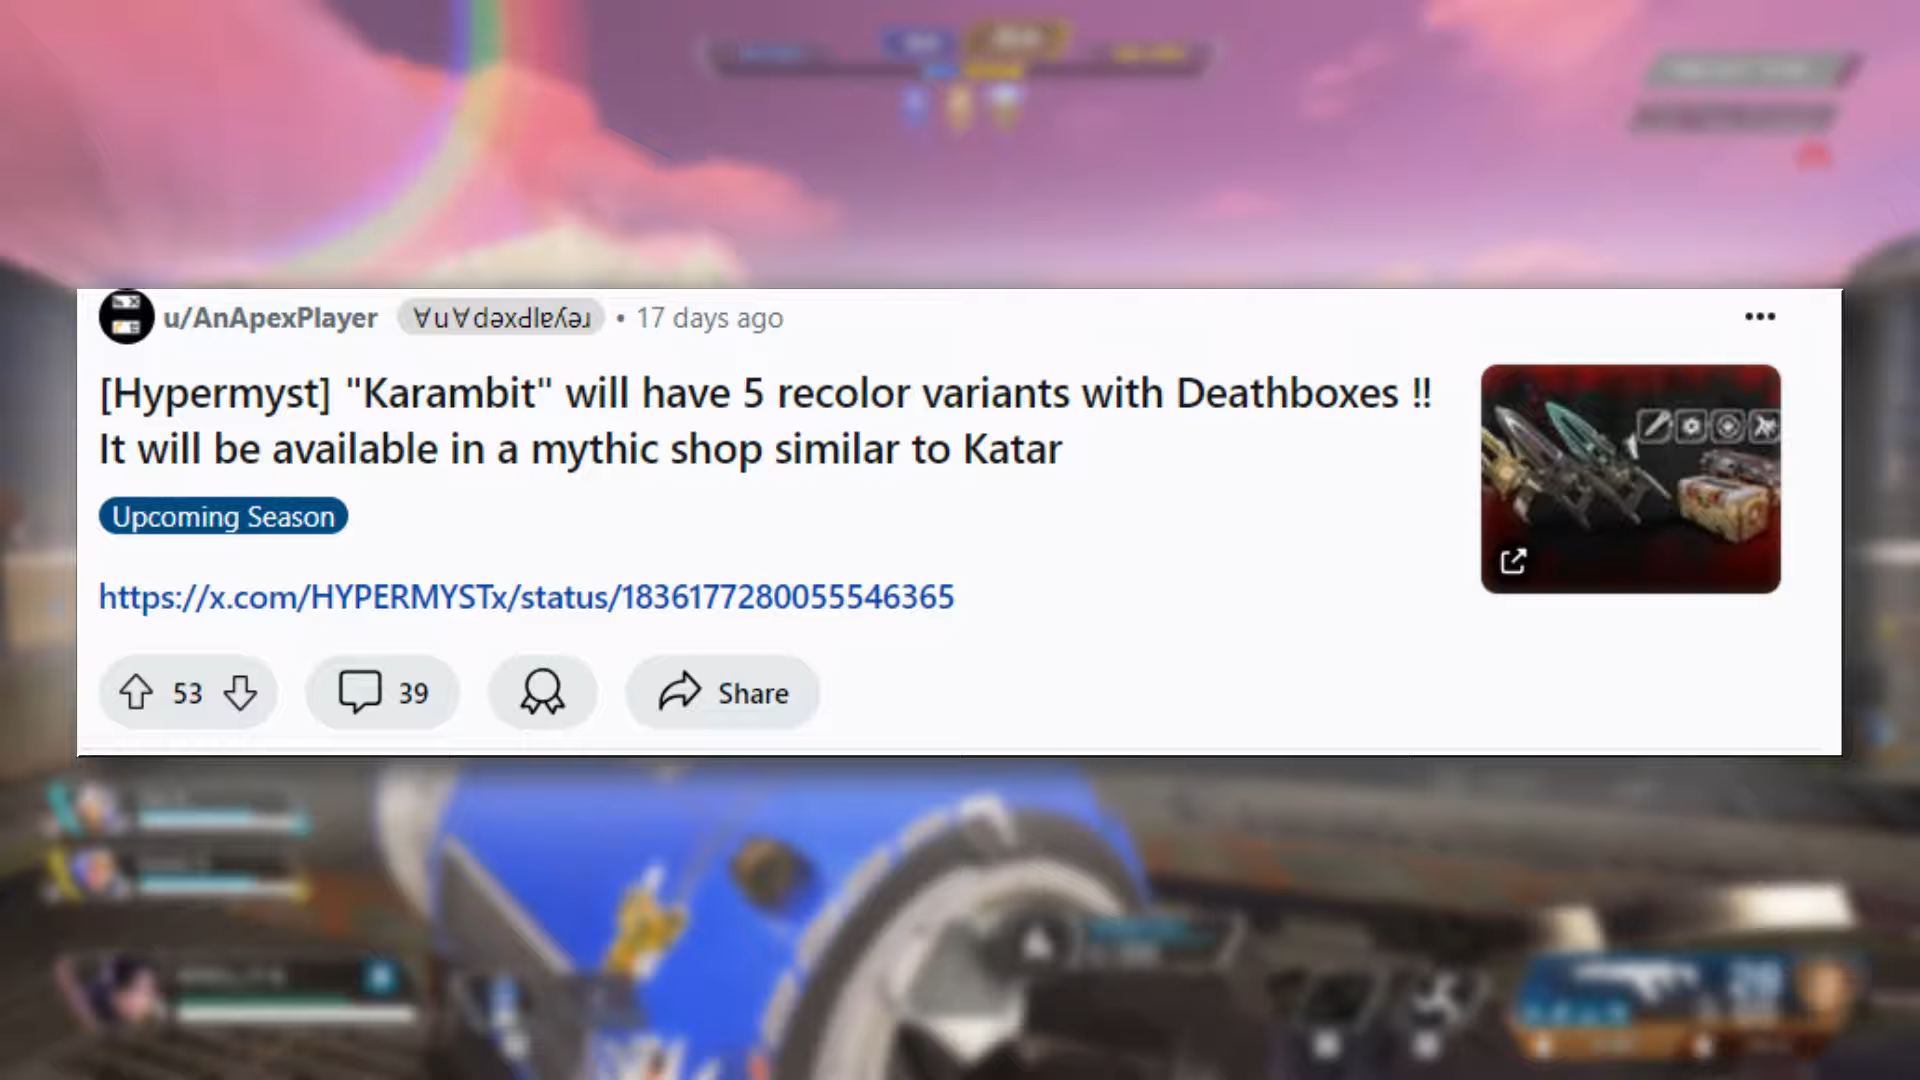 u/AnApexPlayer ∀u∀dǝxԀlɐʎǝɹ • 17 days ago
[Hypermyst] "Karambit" will have 5 recolor variants with Deathboxes !!
It will be available in a mythic shop similar to Katar
Upcoming Season
https://x.com/HYPERMYSTx/status/1836177280055546365
53 39 Share